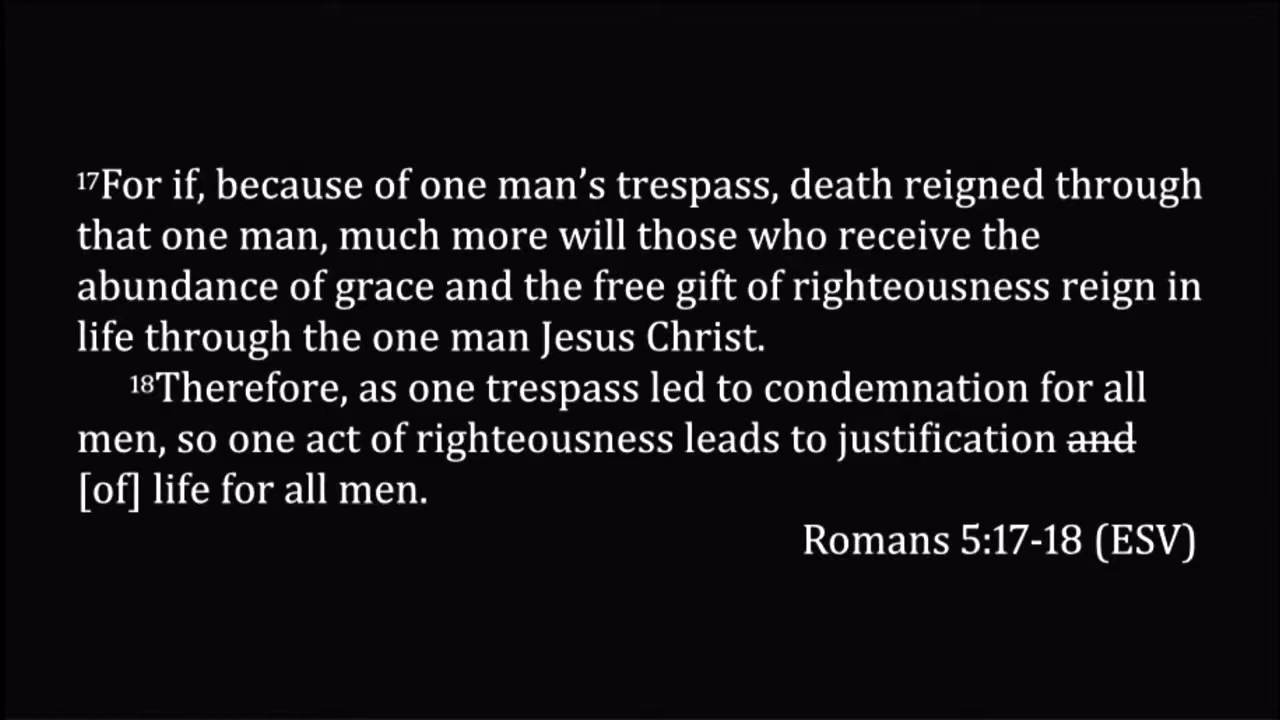 17For if, because of one man’s trespass, death reigned through
that one man, much more will those who receive the
abundance of grace and the free gift of righteousness reign in
life through the one man Jesus Christ.
18Therefore, as one trespass led to condemnation for all
men, so one act of righteousness leads to justification and
[of] life for all men.
Romans 5:17-18 (ESV)